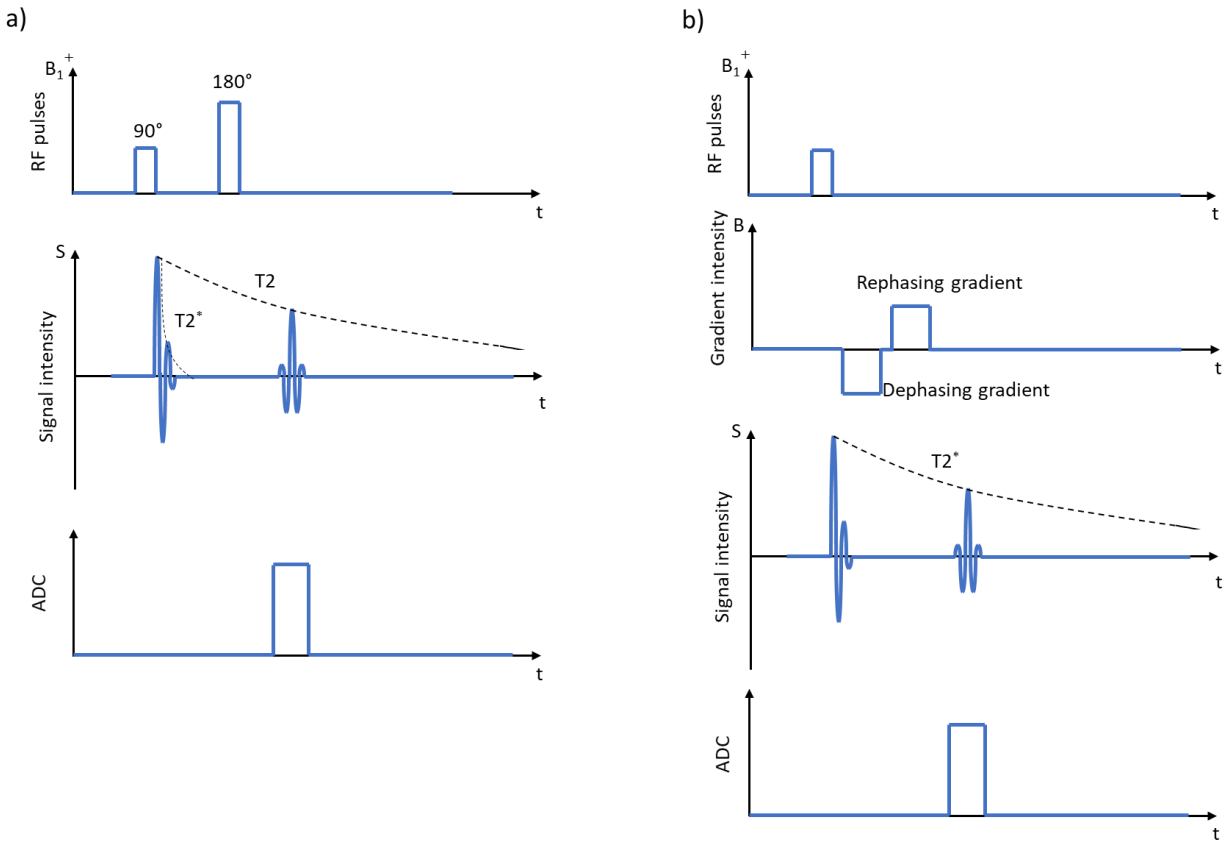 a)
B₁⁺
RF pulses
90°
180°
t
S
Signal intensity
T2
T2*
t
ADC
t
b)
B₁⁺
RF pulses
t
B
Gradient intensity
Rephasing gradient
Dephasing gradient
t
S
Signal intensity
T2*
t
ADC
t